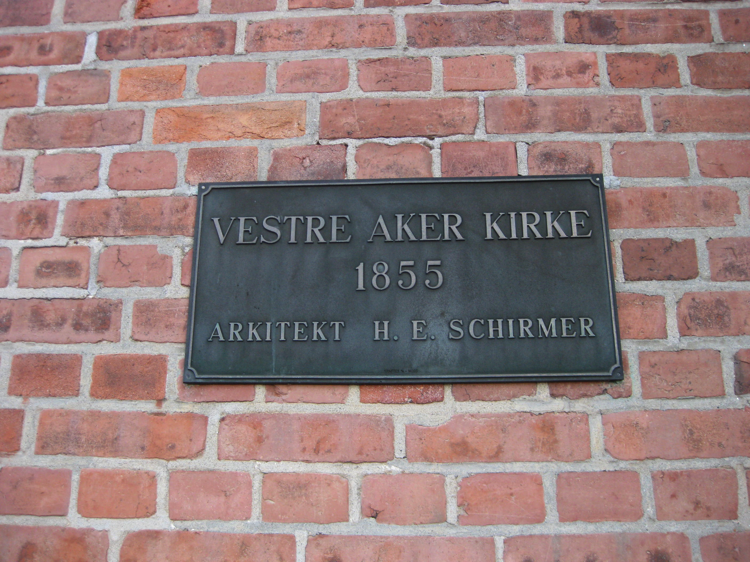 VESTRE AKER KIRKE
1855
ARKITEKT H. E. SCHIRMER